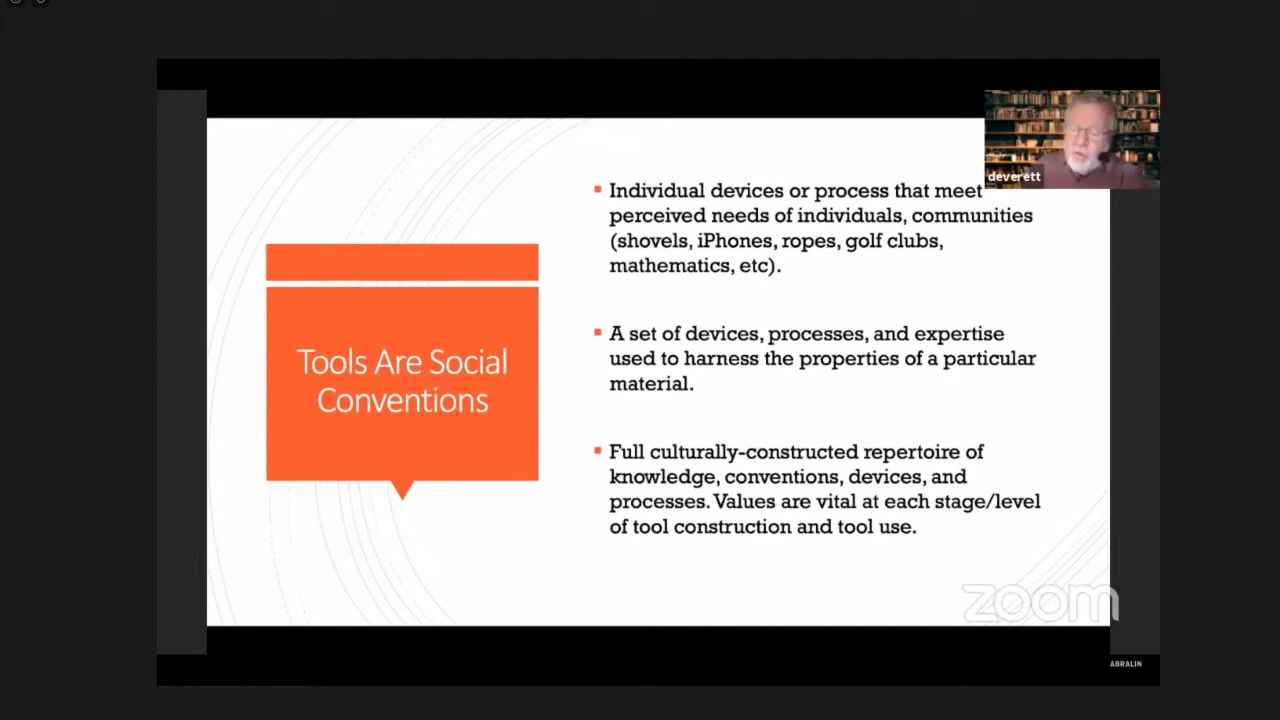 deverett
Tools Are Social
Conventions
Individual devices or process that meet
perceived needs of individuals, communities
(shovels, iPhones, ropes, golf clubs,
mathematics, etc).
A set of devices, processes, and expertise
used to harness the properties of a particular
material.
Full culturally-constructed repertoire of
knowledge, conventions, devices, and
processes. Values are vital at each stage/level
of tool construction and tool use.
zoom
ABRALIN